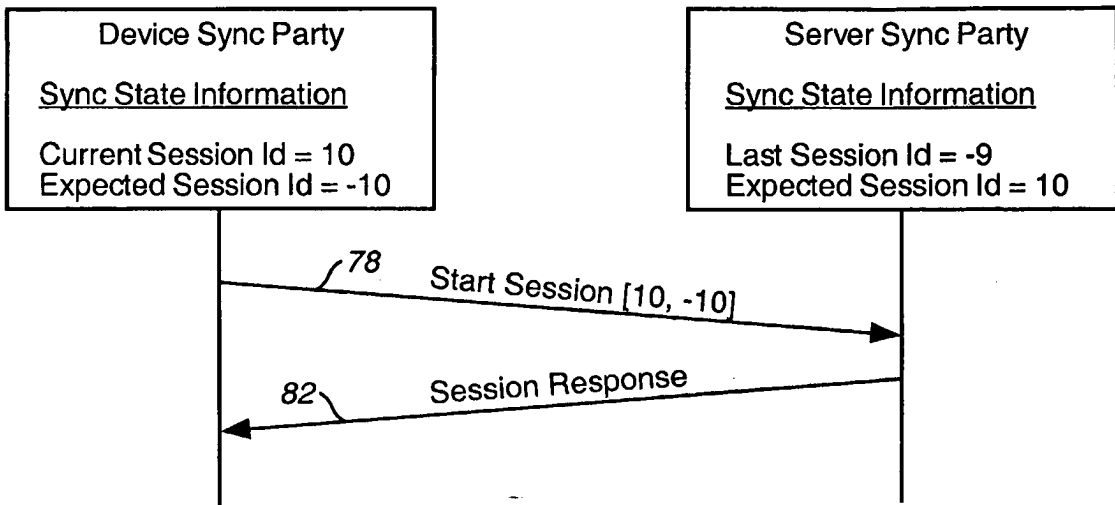 Device Sync Party
Sync State Information
Current Session Id = 10
Expected Session Id = -10
Server Sync Party
Sync State Information
Last Session Id = -9
Expected Session Id = 10
78
Start Session [10, -10]
82
Session Response